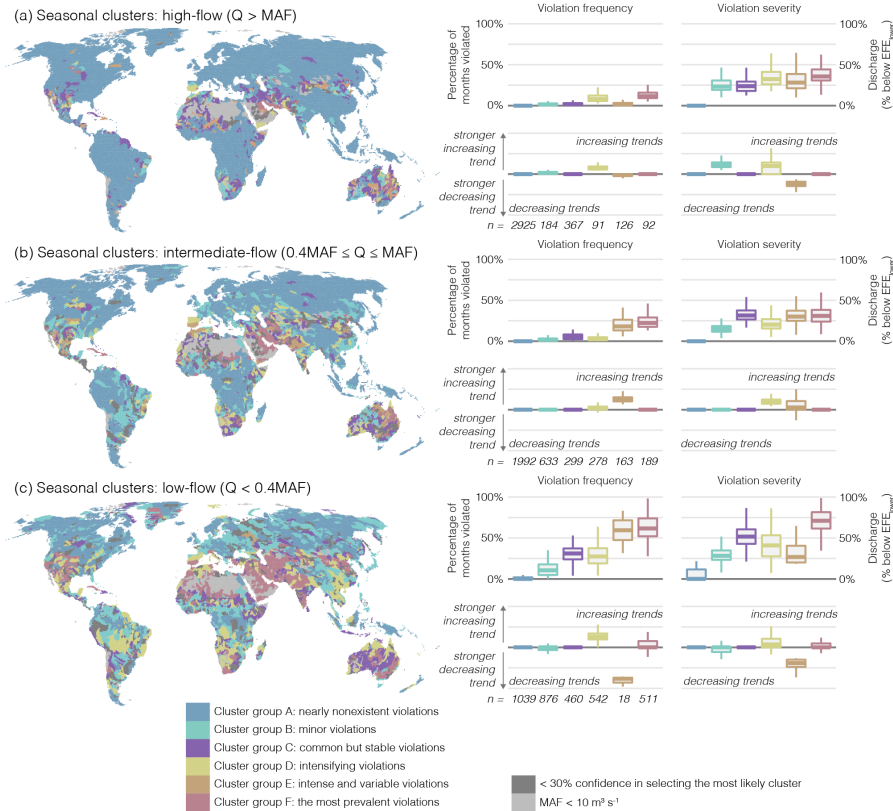 (a) Seasonal clusters: high-flow (Q > MAF)
Violation frequency
Violation severity
Percentage of
months violated
100%
50%
0%
100%
50%
0%
Discharge
(% below EFElower)
stronger
increasing
trend
stronger
decreasing
trend
increasing trends
decreasing trends
increasing trends
decreasing trends
n = 2925 184 367 91 126 92
(b) Seasonal clusters: intermediate-flow (0.4MAF ≤ Q ≤ MAF)
Violation frequency
Violation severity
Percentage of
months violated
100%
50%
0%
100%
50%
0%
Discharge
(% below EFElower)
stronger
increasing
trend
stronger
decreasing
trend
increasing trends
decreasing trends
increasing trends
decreasing trends
n = 1992 633 299 278 163 189
(c) Seasonal clusters: low-flow (Q < 0.4MAF)
Violation frequency
Violation severity
Percentage of
months violated
100%
50%
0%
100%
50%
0%
Discharge
(% below EFElower)
stronger
increasing
trend
stronger
decreasing
trend
increasing trends
decreasing trends
increasing trends
decreasing trends
n = 1039 876 460 542 18 511
Cluster group A: nearly nonexistent violations
Cluster group B: minor violations
Cluster group C: common but stable violations
Cluster group D: intensifying violations
Cluster group E: intense and variable violations
Cluster group F: the most prevalent violations
< 30% confidence in selecting the most likely cluster
MAF < 10 m³ s⁻¹